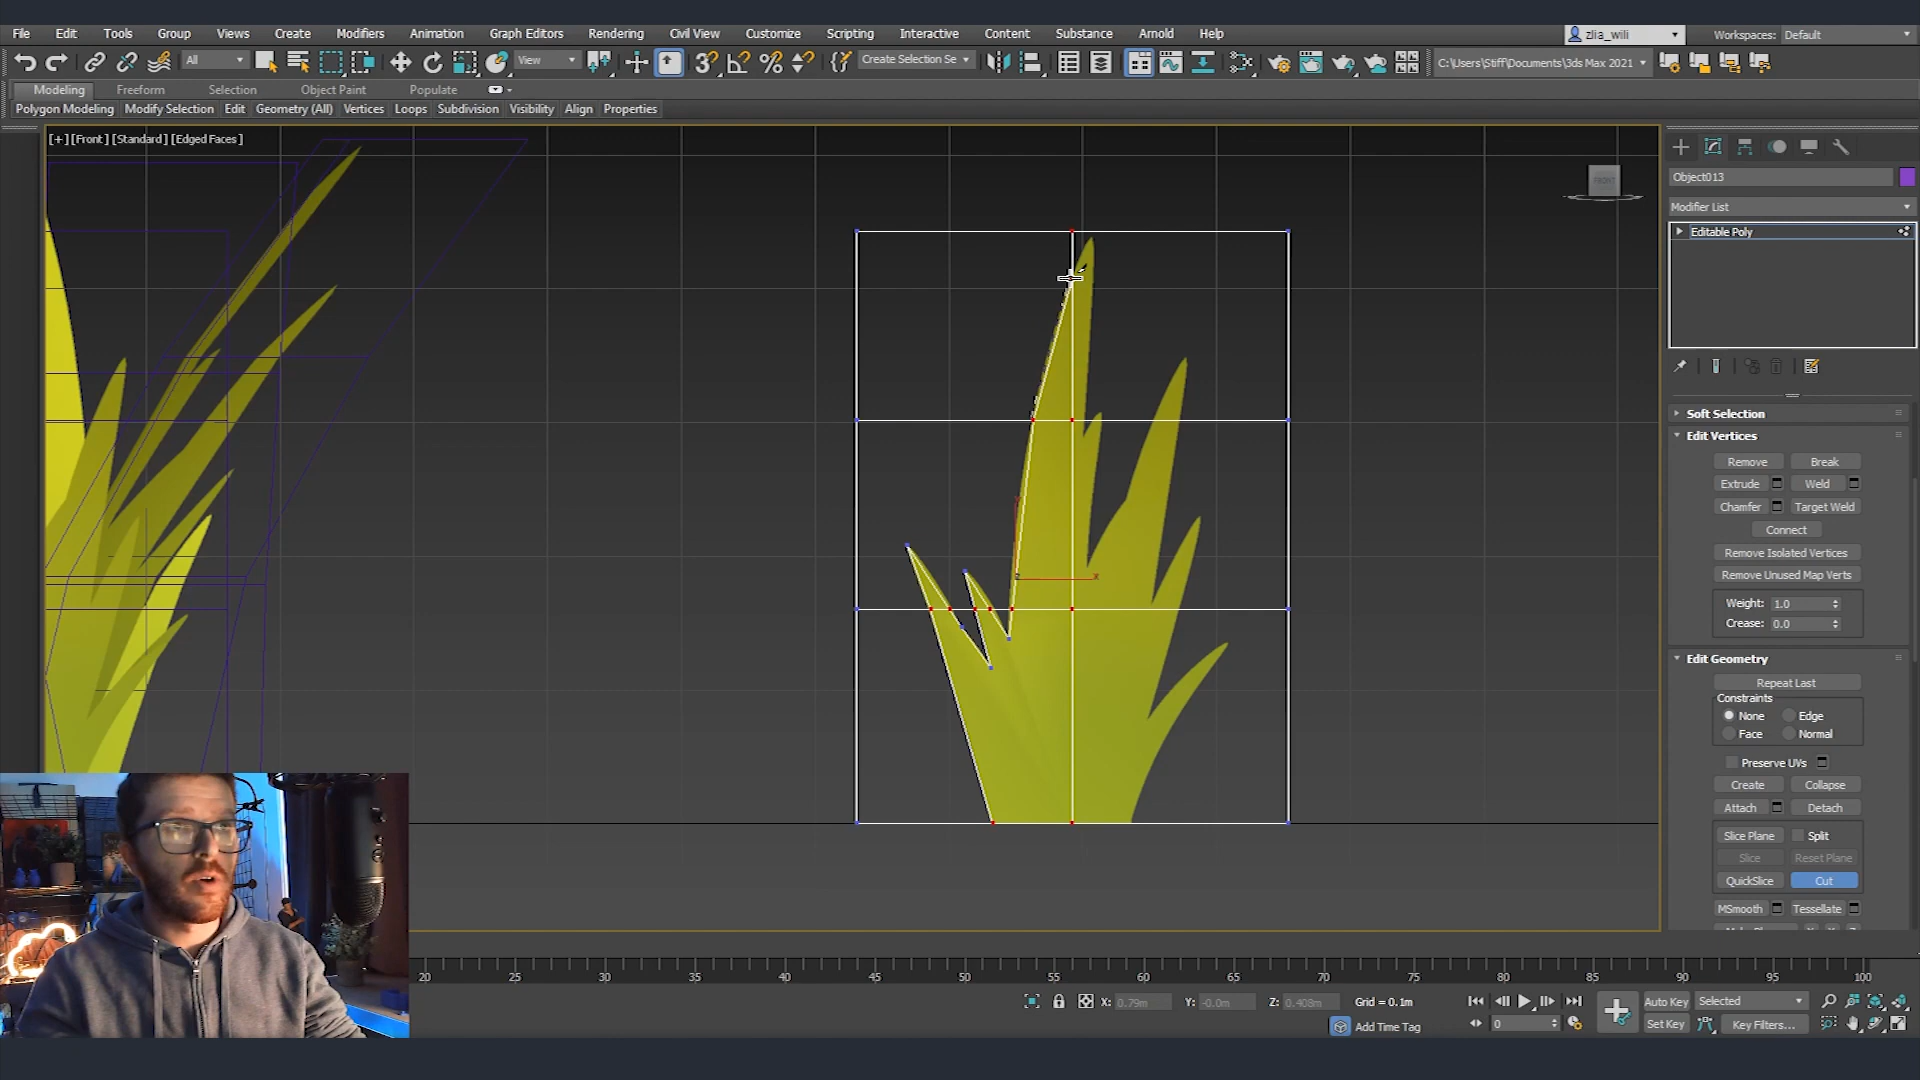 File Edit Tools Group Views Create Modifiers Animation Graph Editors Rendering Civil View Customize Scripting Interactive Content Substance Arnold Help zlia_wili Workspaces: Default
All View Create Selection Se C:\Users\Stiff\Documents\3ds Max 2021
Modeling Freeform Selection Object Paint Populate
Polygon Modeling Modify Selection Edit Geometry (All) Vertices Loops Subdivision Visibility Align Properties
[+] [Front] [Standard] [Edged Faces]
FRONT
Object013
Modifier List
Editable Poly
Soft Selection
Edit Vertices
Remove Break
Extrude Weld
Chamfer Target Weld
Connect
Remove Isolated Vertices
Remove Unused Map Verts
Weight: 1.0
Crease: 0.0
Edit Geometry
Repeat Last
Constraints
None Edge
Face Normal
Preserve UVs
Create Collapse
Attach Detach
Slice Plane Split
Slice Reset Plane
QuickSlice Cut
MSmooth Tessellate
20 25 30 35 40 45 50 55 60 65 70 75 80 85 90 95 100
X: 0.79m Y: -0.0m Z: 0.408m Grid = 0.1m Auto Key Selected
Add Time Tag 0 Set Key Key Filters...